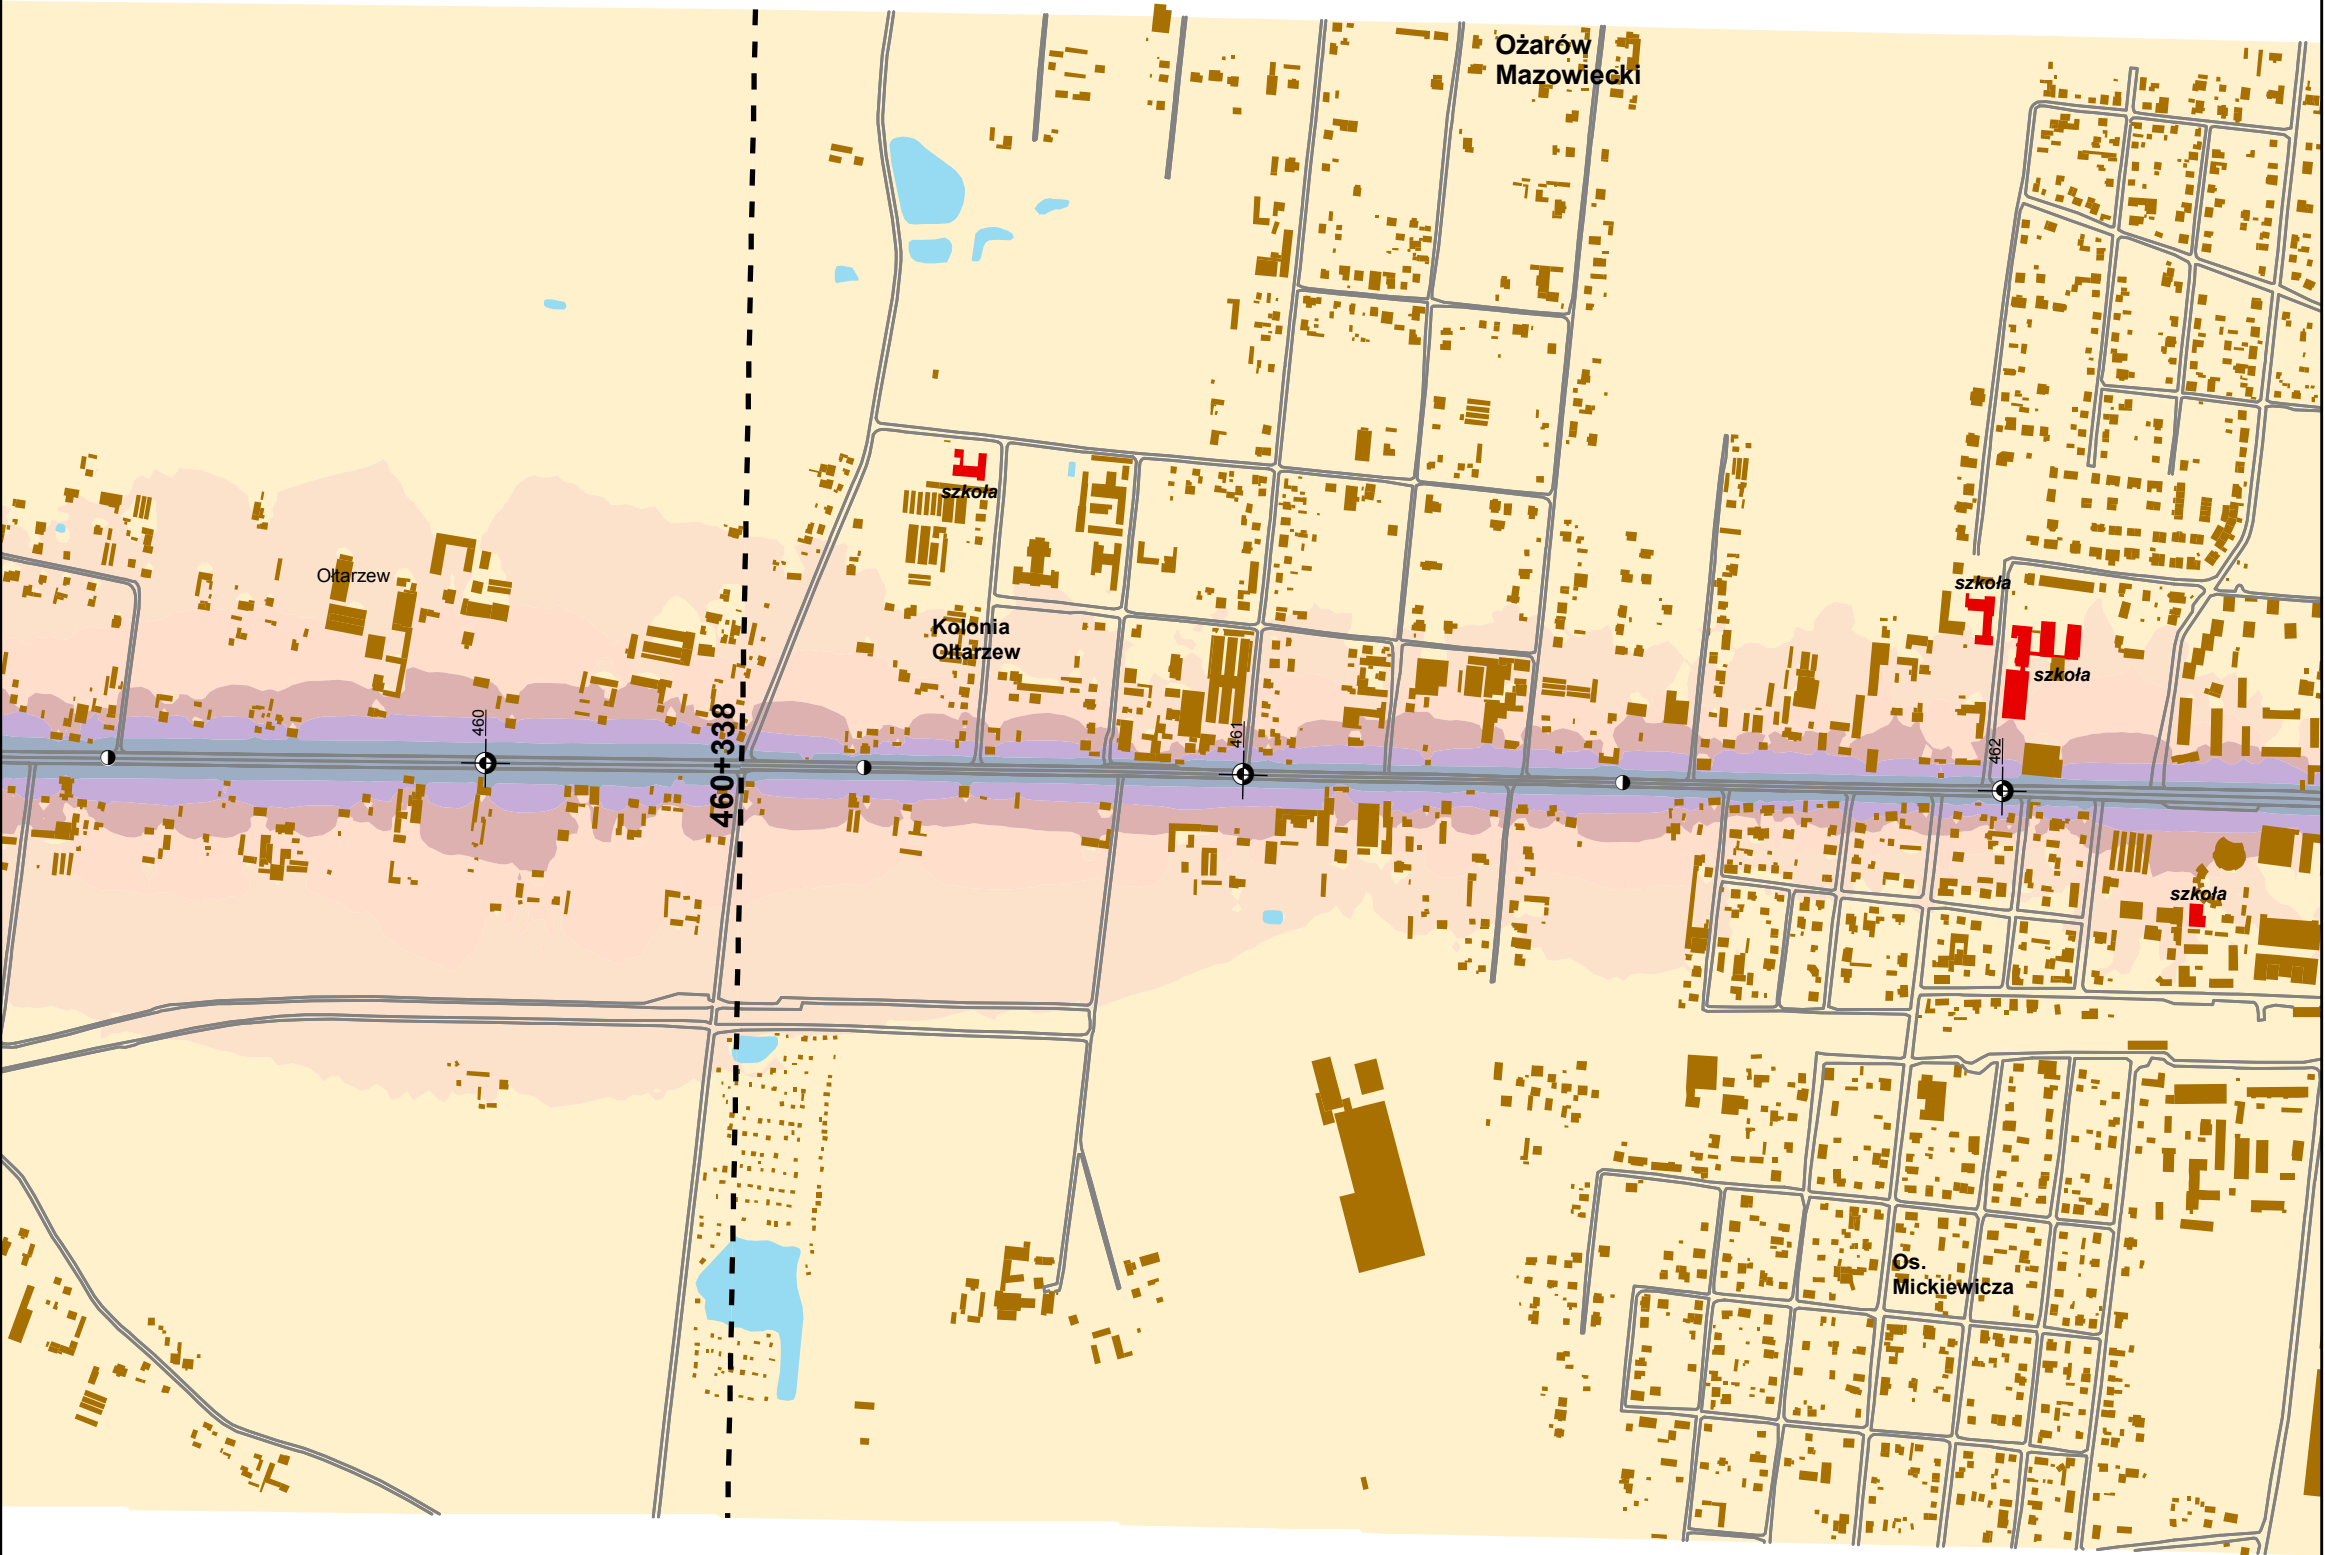 Ożarów
Mazowiecki
szkoła
Ołtarzew
szkoła
Kolonia
Ołtarzew
szkoła
460
460+338
461
462
szkoła
Os.
Mickiewicza